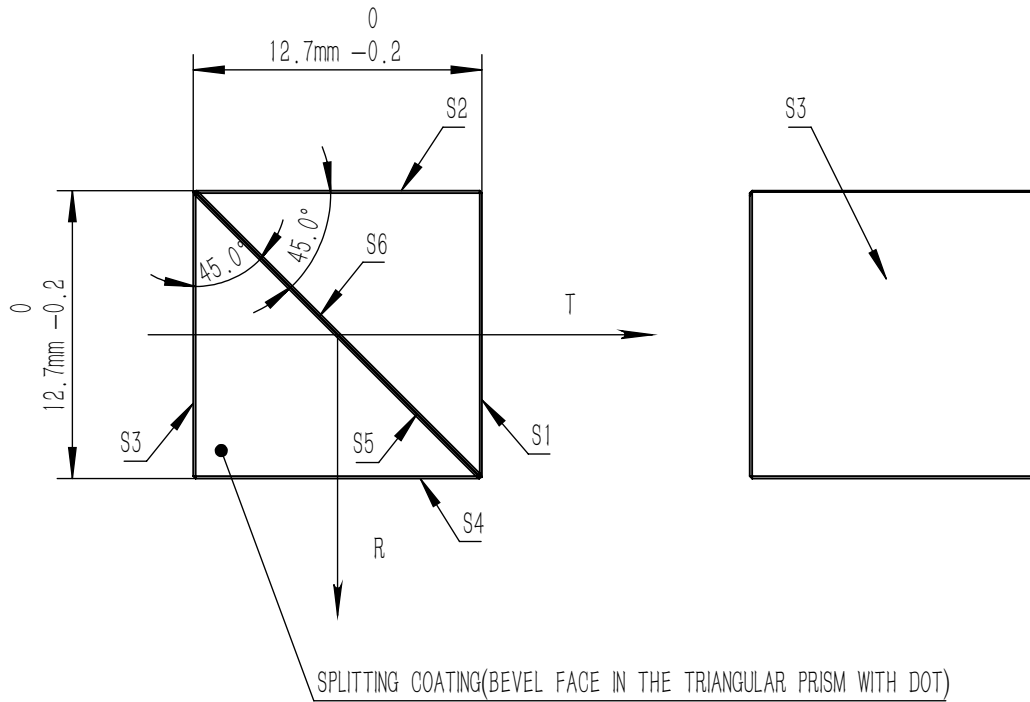 0
12.7mm -0.2
S2
S3
45.0°
45.0°
S6
0
12.7mm -0.2
T
S3
S5
S1
S4
R
SPLITTING COATING(BEVEL FACE IN THE TRIANGULAR PRISM WITH DOT)